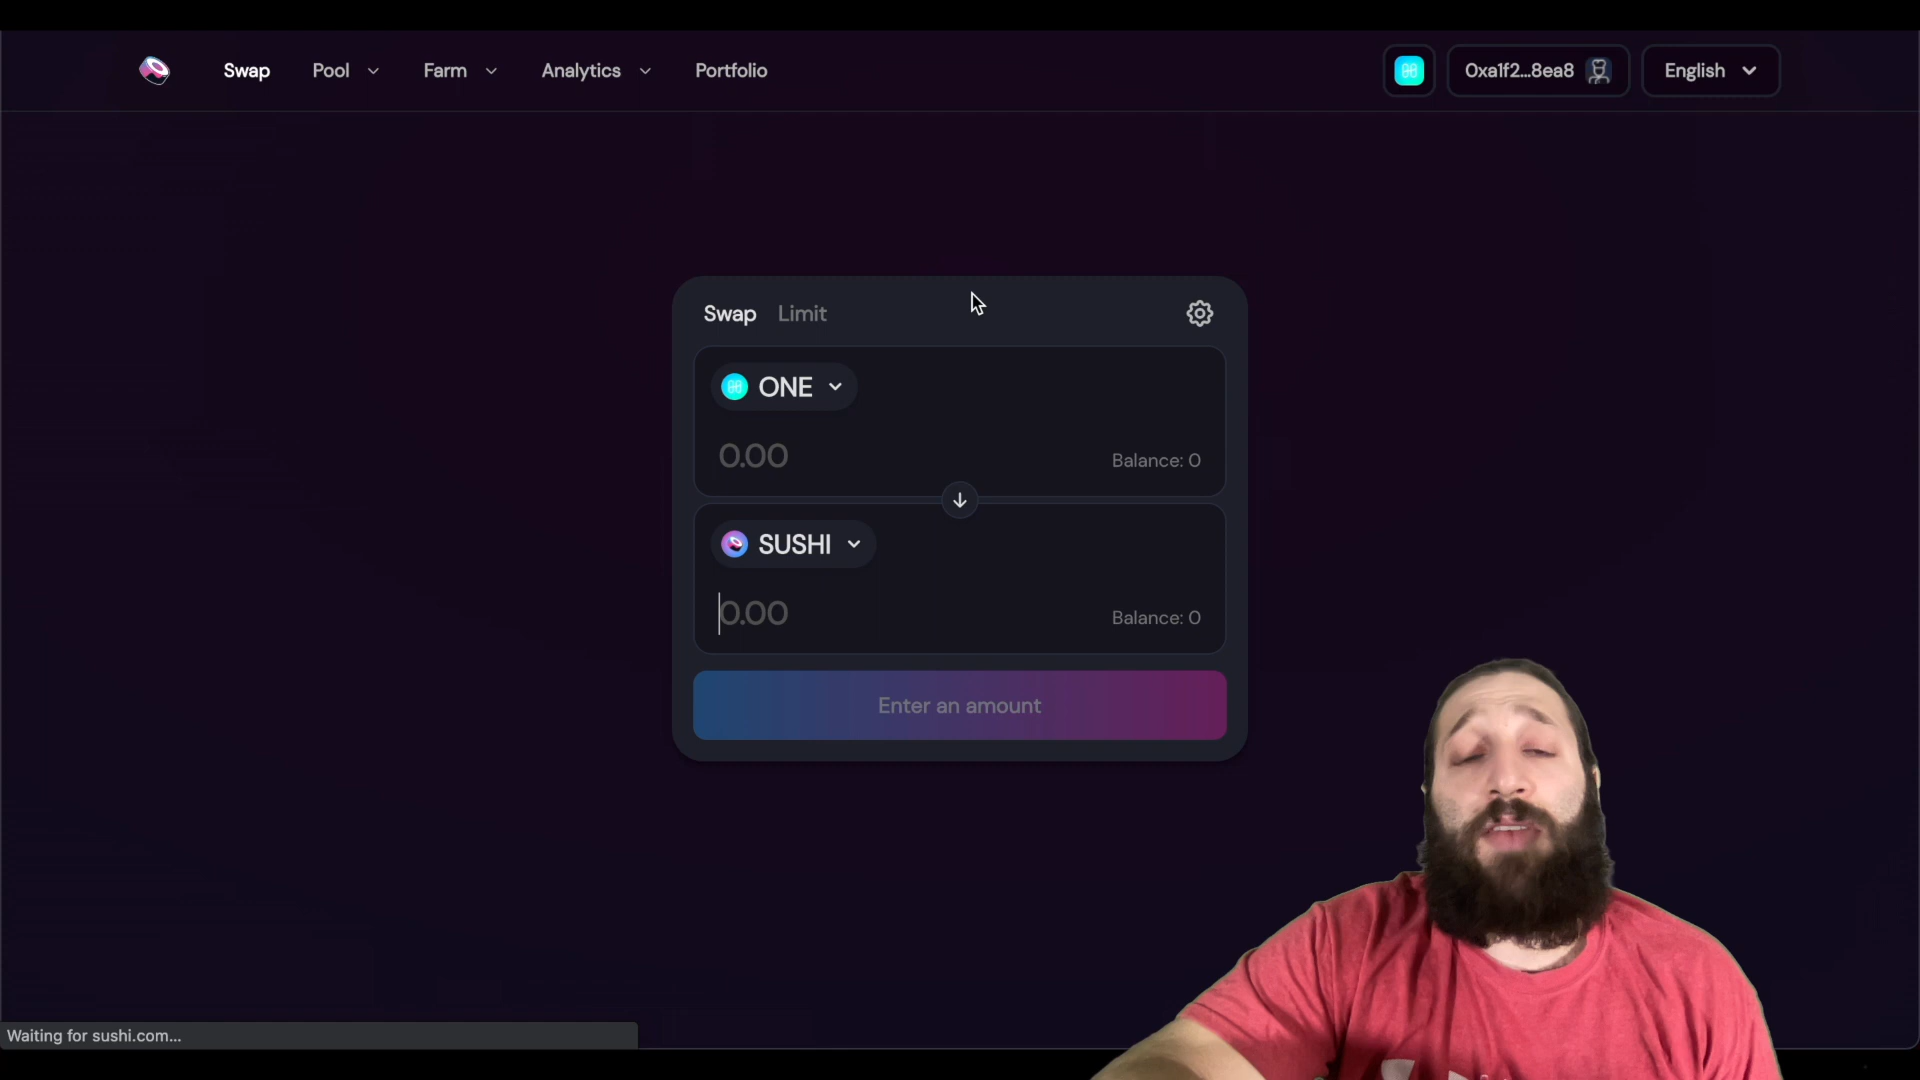 Swap
Pool
Farm
Analytics
Portfolio
0xa1f2...8ea8
English
Swap
Limit
ONE
0.00
Balance: 0
SUSHI
0.00
Balance: 0
Enter an amount
Waiting for sushi.com...